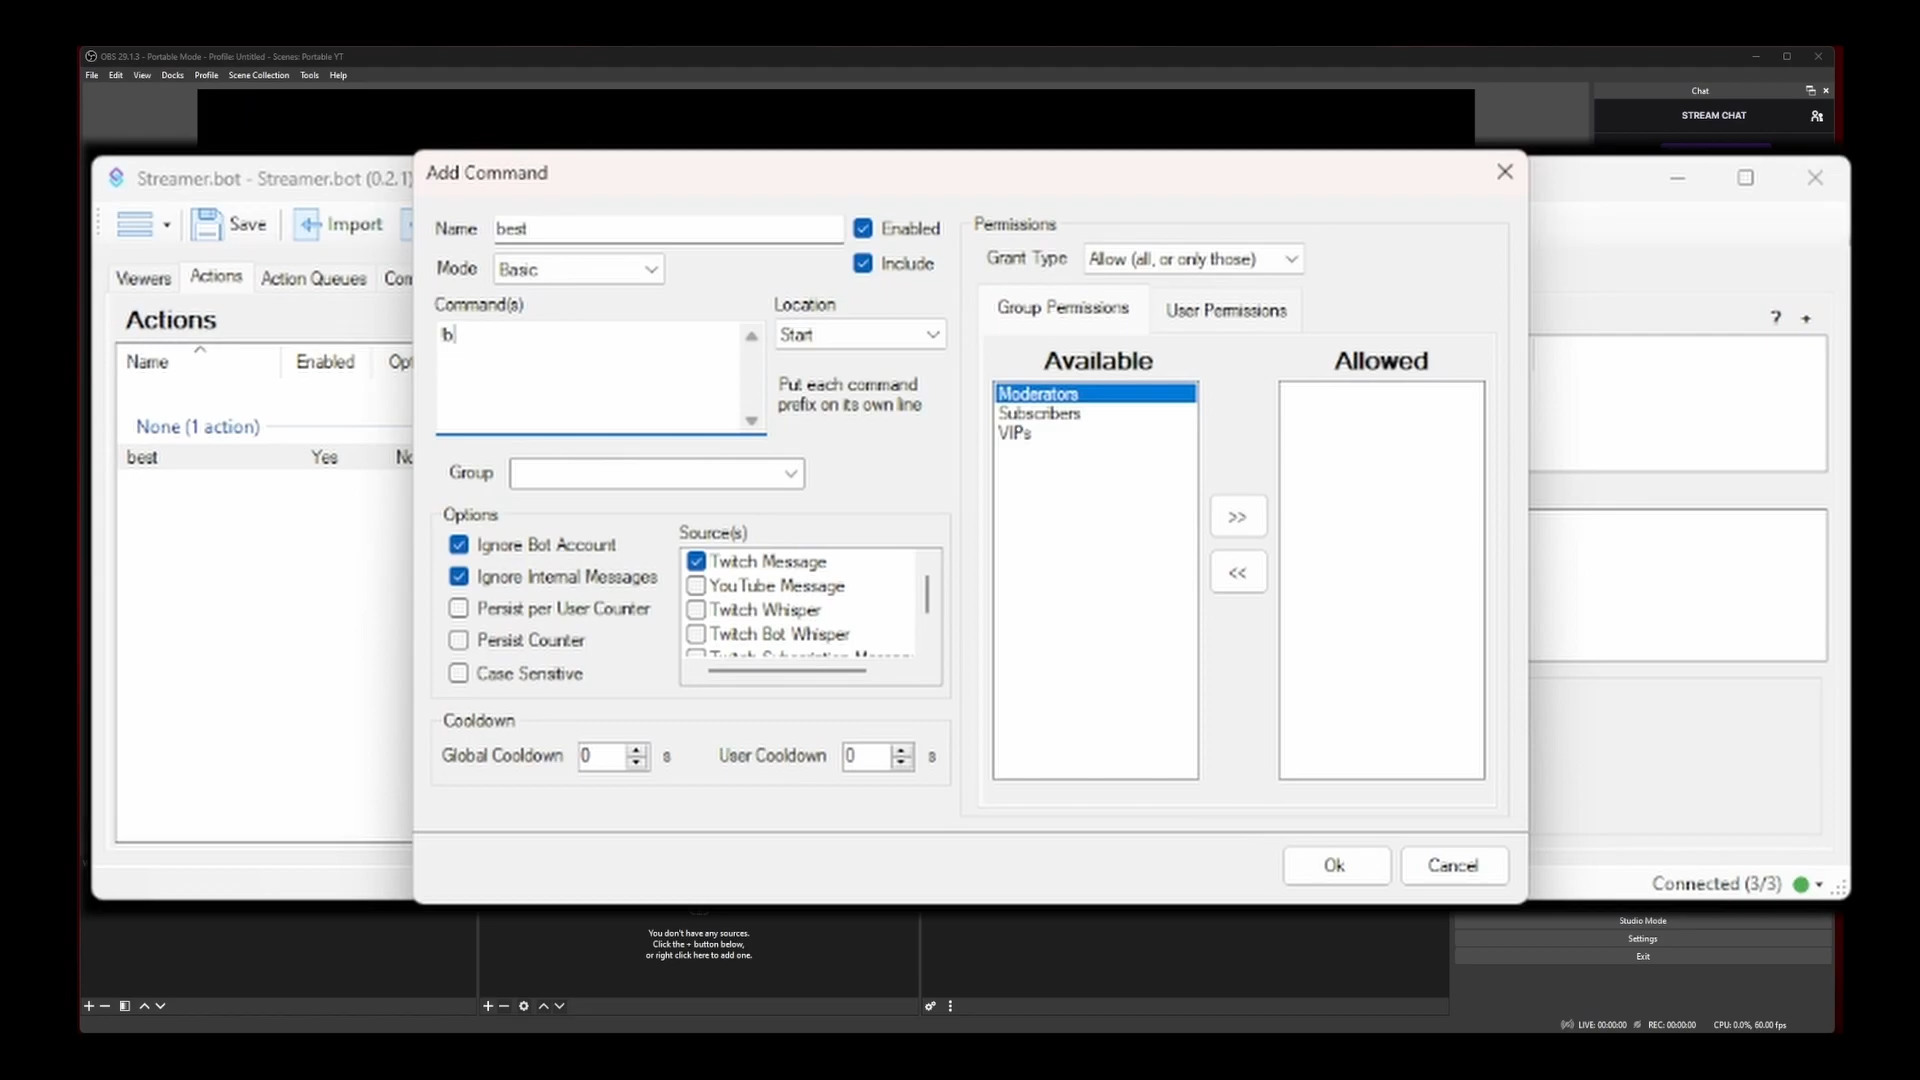 OBS 29.1.3 - Portable Mode - Profile: Untitled - Scenes: Portable YT
File Edit View Docks Profile Scene Collection Tools Help
Chat
STREAM CHAT
Streamer.bot - Streamer.bot (0.2.1)
Save Import
Viewers Actions Action Queues
Actions
Name Enabled
None (1 action)
best Yes
Add Command
Name best Enabled
Mode Basic Include
Command(s) Location
!b Start
Put each command
prefix on its own line
Group
Options
Ignore Bot Account
Ignore Internal Messages
Persist per User Counter
Persist Counter
Case Sensitive
Source(s)
Twitch Message
YouTube Message
Twitch Whisper
Twitch Bot Whisper
Cooldown
Global Cooldown 0 s User Cooldown 0 s
Permissions
Grant Type Allow (all, or only those)
Group Permissions User Permissions
Available Allowed
Moderators
Subscribers
VIPs
>>
<<
Ok Cancel
? +
Connected (3/3)
You don't have any sources.
Click the + button below,
or right click here to add one.
Studio Mode
Settings
Exit
LIVE: 00:00:00 REC: 00:00:00 CPU: 0.0%, 60.00 fps